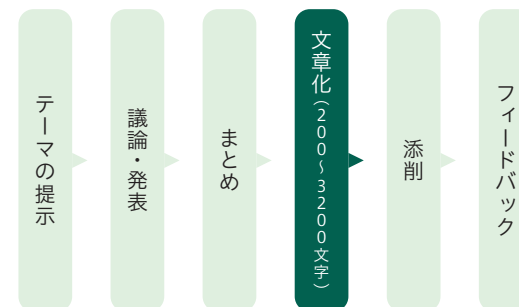 テーマの提示
議論・発表
まとめ
文章化(200〜3200文字)
添削
フィードバック